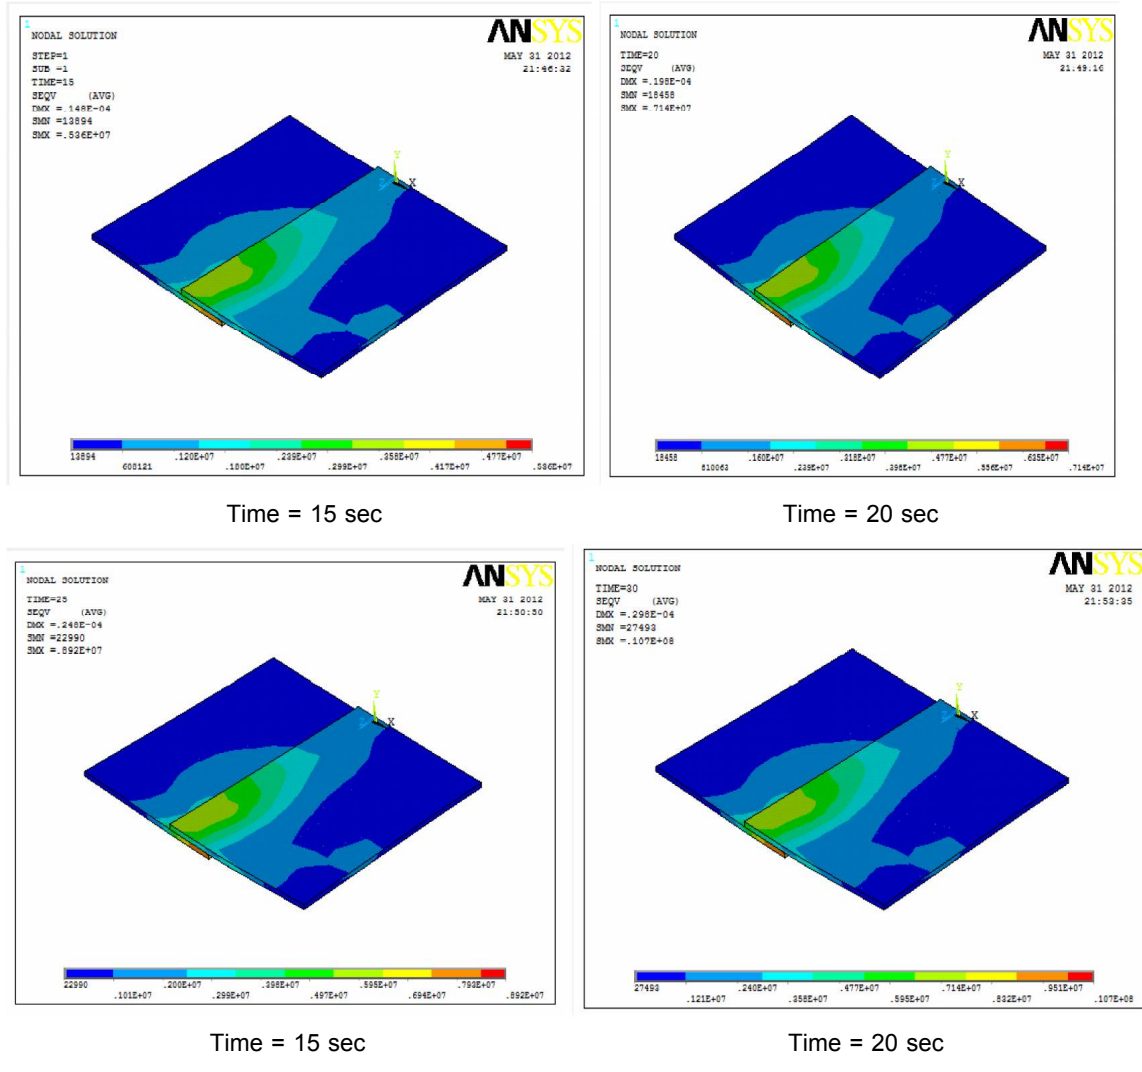 1
NODAL SOLUTION
ANSYS
STEP=1
MAY 31 2012
SUB =1
21:46:32
TIME=15
SEQV (AVG)
DMX =.148E-04
SMN =13894
SMX =.536E+07
Y
Z X
13894 .120E+07 .239E+07 .358E+07 .477E+07
600121 .180E+07 .299E+07 .417E+07 .536E+07
Time = 15 sec
1
NODAL SOLUTION
ANSYS
TIME=20
MAY 31 2012
SEQV (AVG)
21:49:16
DMX =.198E-04
SMN =18458
SMX =.714E+07
Y
Z X
18458 .160E+07 .318E+07 .477E+07 .635E+07
810063 .239E+07 .398E+07 .556E+07 .714E+07
Time = 20 sec
1
NODAL SOLUTION
ANSYS
TIME=25
MAY 31 2012
SEQV (AVG)
21:50:50
DMX =.248E-04
SMN =22990
SMX =.892E+07
Y
Z X
22990 .200E+07 .398E+07 .595E+07 .793E+07
.101E+07 .299E+07 .497E+07 .694E+07 .892E+07
Time = 15 sec
1
NODAL SOLUTION
ANSYS
TIME=30
MAY 31 2012
SEQV (AVG)
21:53:35
DMX =.298E-04
SMN =27493
SMX =.107E+08
Y
Z X
27493 .240E+07 .477E+07 .714E+07 .951E+07
.121E+07 .358E+07 .595E+07 .832E+07 .107E+08
Time = 20 sec